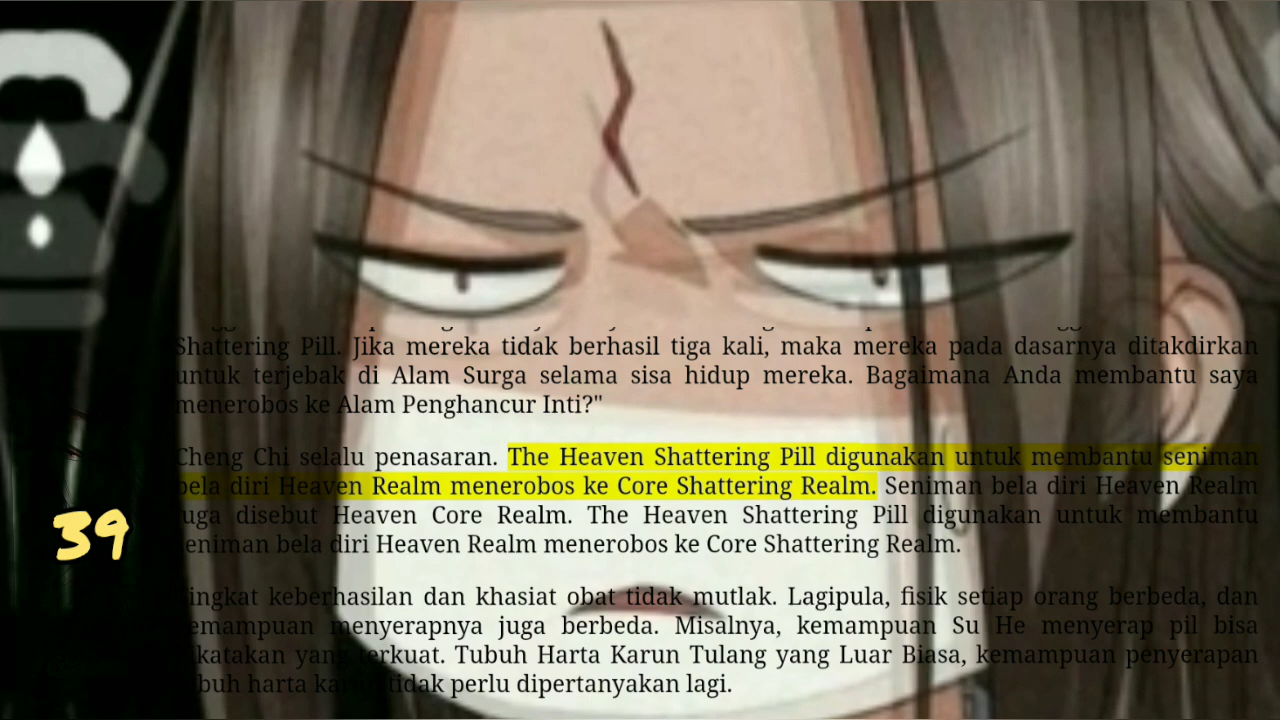 Shattering Pill. Jika mereka tidak berhasil tiga kali, maka mereka pada dasarnya ditakdirkan
untuk terjebak di Alam Surga selama sisa hidup mereka. Bagaimana Anda membantu saya
menerobos ke Alam Penghancur Inti?"
Cheng Chi selalu penasaran. The Heaven Shattering Pill digunakan untuk membantu seniman
bela diri Heaven Realm menerobos ke Core Shattering Realm. Seniman bela diri Heaven Realm
juga disebut Heaven Core Realm. The Heaven Shattering Pill digunakan untuk membantu
seniman bela diri Heaven Realm menerobos ke Core Shattering Realm.
39
Tingkat keberhasilan dan khasiat obat tidak mutlak. Lagipula, fisik setiap orang berbeda, dan
kemampuan menyerapnya juga berbeda. Misalnya, kemampuan Su He menyerap pil bisa
dikatakan yang terkuat. Tubuh Harta Karun Tulang yang Luar Biasa, kemampuan penyerapan
tubuh harta karun tidak perlu dipertanyakan lagi.